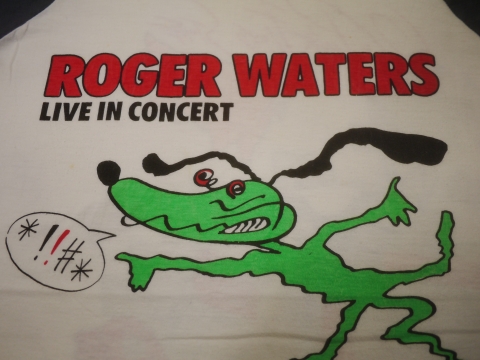 ROGER WATERS
LIVE IN CONCERT
*!!#*